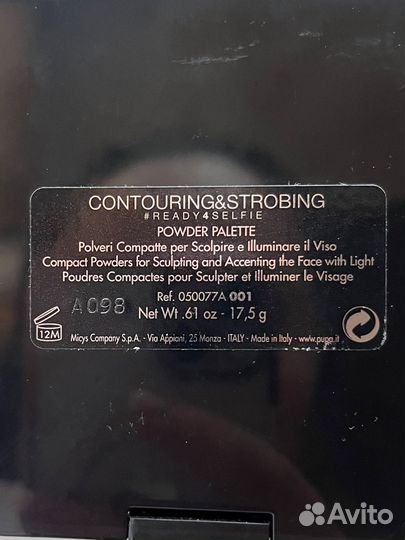 CONTOURING&STROBING
#READY4SELFIE
POWDER PALETTE
Polveri Compatte per Scolpire e Illuminare il Viso
Compact Powders for Sculpting and Accenting the Face with Light
Poudres Compactes pour Sculpter et Illuminer le Visage
Ref. 050077A 001
A098
Net Wt .61 oz - 17,5 g
12M
Micys Company S.p.A. - Via Appiani, 25 Monza - ITALY - Made in Italy - www.pupa.it
Avito